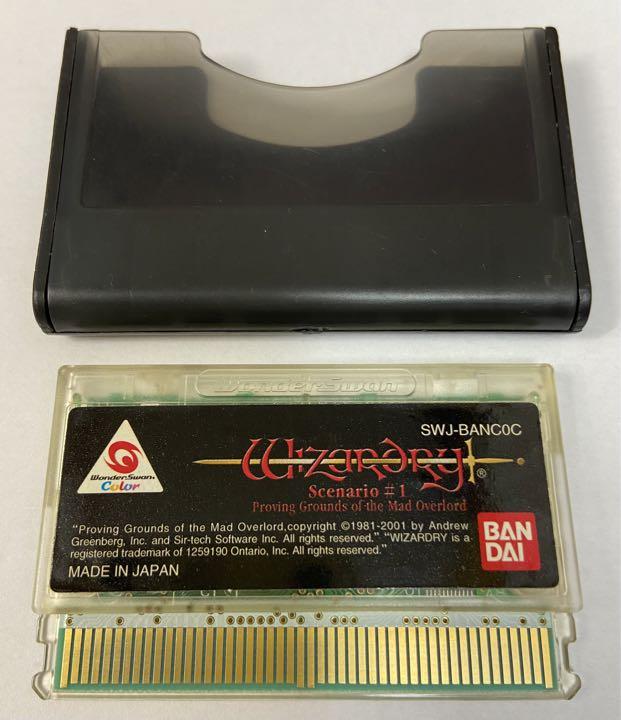 WonderSwan
SWJ-BANC0C
WonderSwan
Color
Wizardry®
Scenario #1
Proving Grounds of the Mad Overlord
"Proving Grounds of the Mad Overlord,copyright ©1981-2001 by Andrew
Greenberg, Inc. and Sir-tech Software Inc. All rights reserved." "WIZARDRY is a
registered trademark of 1259190 Ontario, Inc. All rights reserved."
MADE IN JAPAN
BAN
DAI